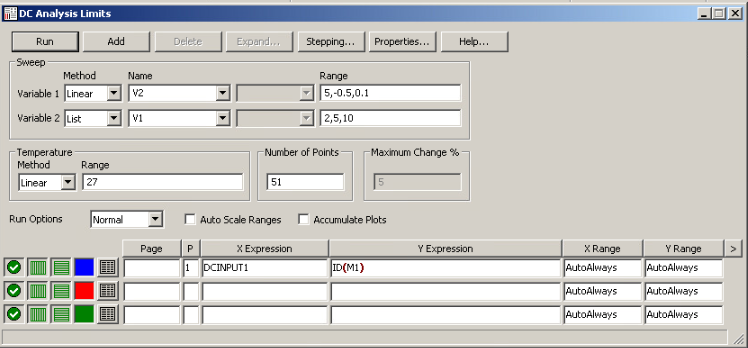 DC Analysis Limits
Run Add Delete Expand... Stepping... Properties... Help...
Sweep
Method Name Range
Variable 1 Linear V2 5,-0.5,0.1
Variable 2 List V1 2,5,10
Temperature Number of Points Maximum Change %
Method Range
Linear 27 51 5
Run Options Normal Auto Scale Ranges Accumulate Plots
Page P X Expression Y Expression X Range Y Range >
1 DCINPUT1 ID(M1) AutoAlways AutoAlways
AutoAlways AutoAlways
AutoAlways AutoAlways